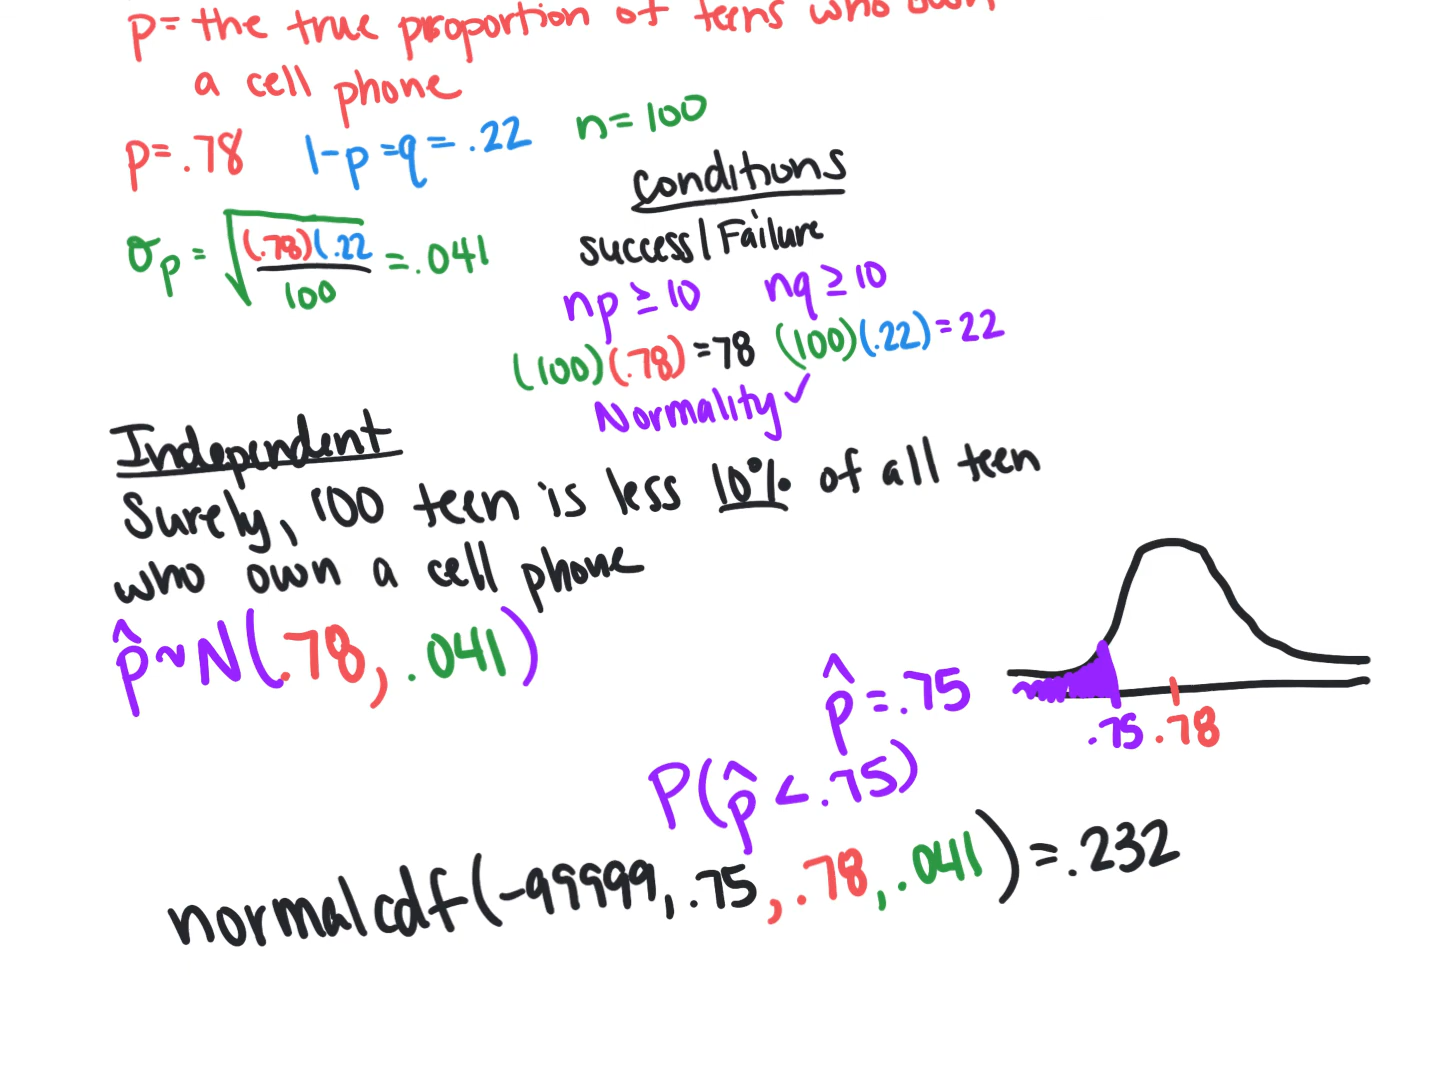 p = the true proportion of teens who own
a cell phone
p = .78   1-p = q = .22   n = 100
conditions
σp = √((.78)(.22 / 100) = .041
success/Failure
np ≥ 10   nq ≥ 10
(100)(.78) = 78   (100)(.22) = 22
Normality ✓
Independent
Surely, 100 teen is less 10% of all teen
who own a cell phone
p̂ ~ N(.78, .041)
p̂ = .75
.75 .78
P(p̂ < .75)
normalcdf(-99999, .75, .78, .041) = .232